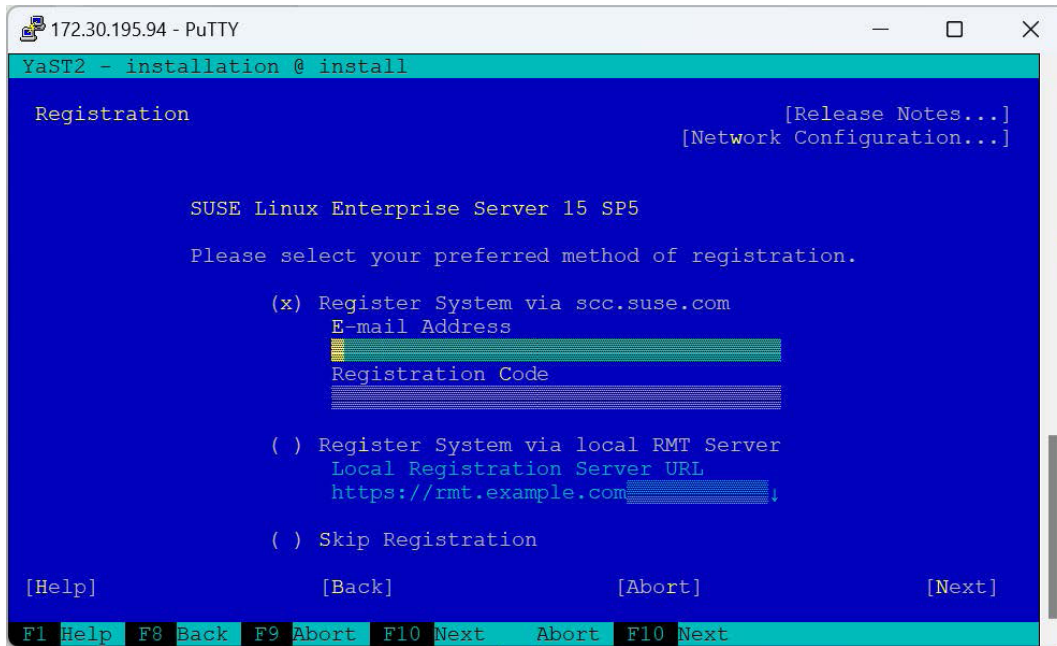 172.30.195.94 - PuTTY
YaST2 - installation @ install
Registration [Release Notes...]
[Network Configuration...]
SUSE Linux Enterprise Server 15 SP5
Please select your preferred method of registration.
(x) Register System via scc.suse.com
E-mail Address
Registration Code
( ) Register System via local RMT Server
Local Registration Server URL
https://rmt.example.com ↓
( ) Skip Registration
[Help] [Back] [Abort] [Next]
F1 Help F8 Back F9 Abort F10 Next Abort F10 Next